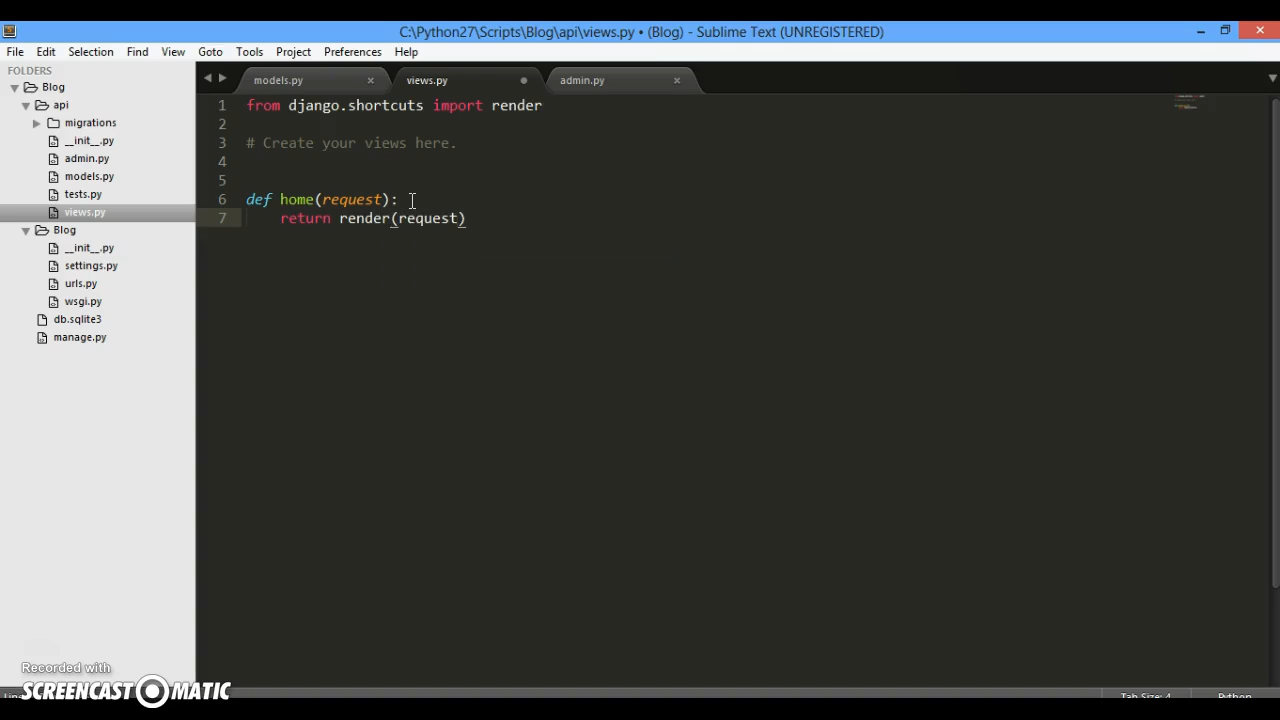 C:\Python27\Scripts\Blog\api\views.py • (Blog) - Sublime Text (UNREGISTERED)
File Edit Selection Find View Goto Tools Project Preferences Help
FOLDERS
Blog
api
migrations
__init__.py
admin.py
models.py
tests.py
views.py
Blog
__init__.py
settings.py
urls.py
wsgi.py
db.sqlite3
manage.py
models.py views.py admin.py
1 from django.shortcuts import render
2
3 # Create your views here.
4
5
6 def home(request):
7 return render(request)
Recorded with
SCREENCAST MATIC
Tab Size: 4 Python